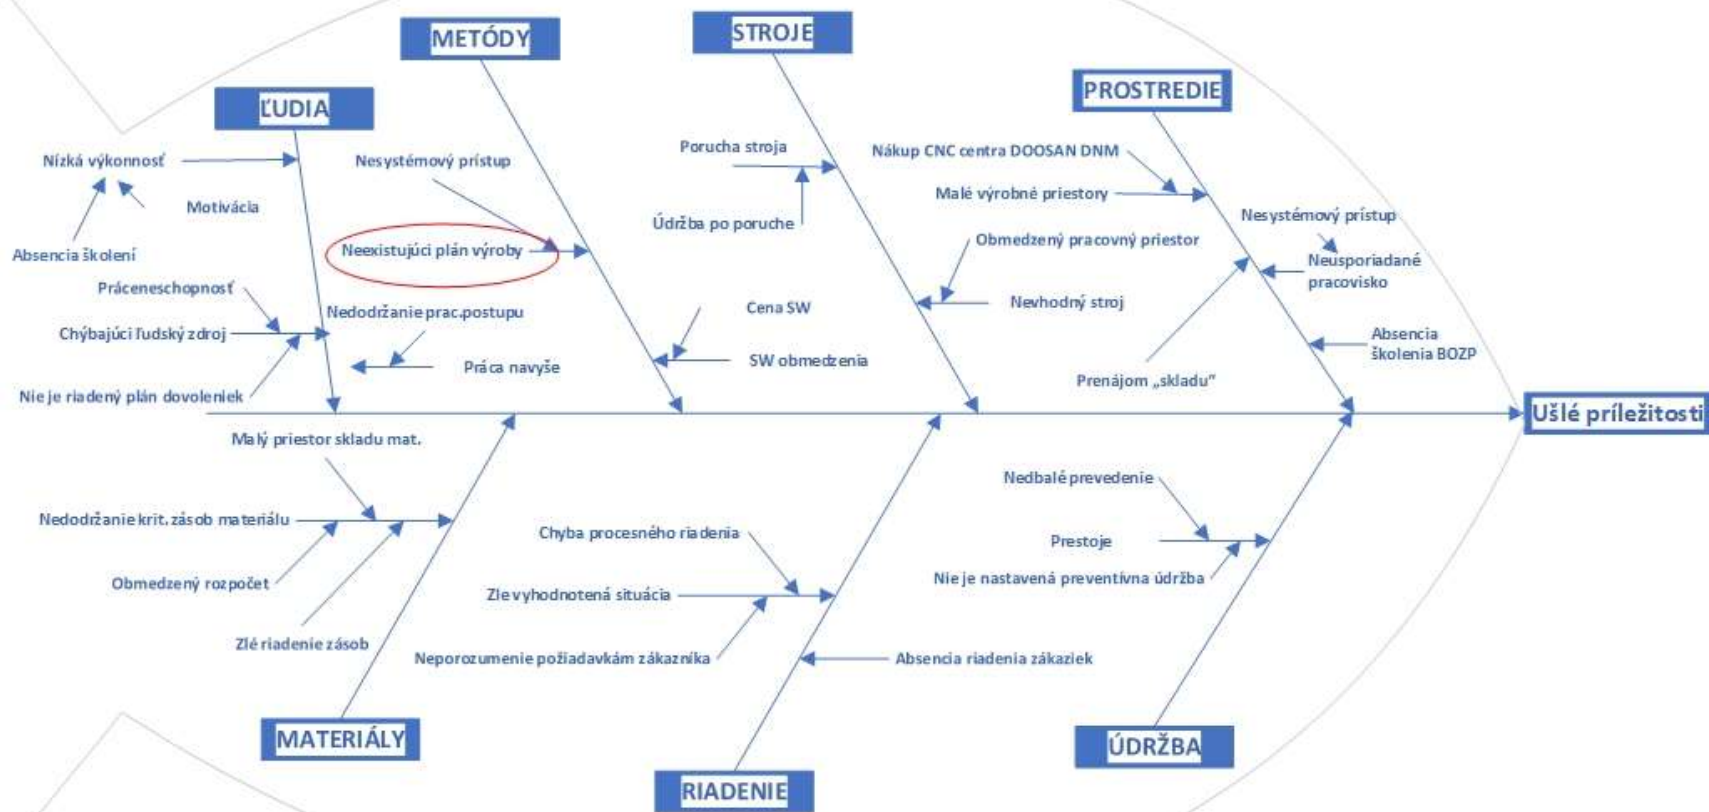 METÓDY
STROJE
PROSTREDIE
ĽUDIA
Nízká výkonnosť
Motivácia
Absencia školení
Práceneschopnosť
Chýbajúci ľudský zdroj
Nie je riadený plán dovoleniek
Nesystémový prístup
Neexistujúci plán výroby
Nedodržanie prac.postupu
Práca navyše
Cena SW
SW obmedzenia
Porucha stroja
Údržba po poruche
Obmedzený pracovný priestor
Nevhodný stroj
Nákup CNC centra DOOSAN DNM
Malé výrobné priestory
Nesystémový prístup
Neusporiadané
pracovisko
Absencia
školenia BOZP
Prenájom „skladu“
Ušlé príležitosti
Malý priestor skladu mat.
Nedodržanie krit. zásob materiálu
Obmedzený rozpočet
Zlé riadenie zásob
Chyba procesného riadenia
Zle vyhodnotená situácia
Neporozumenie požiadavkám zákazníka
Absencia riadenia zákaziek
Nedbalé prevedenie
Prestoje
Nie je nastavená preventívna údržba
MATERIÁLY
RIADENIE
ÚDRŽBA